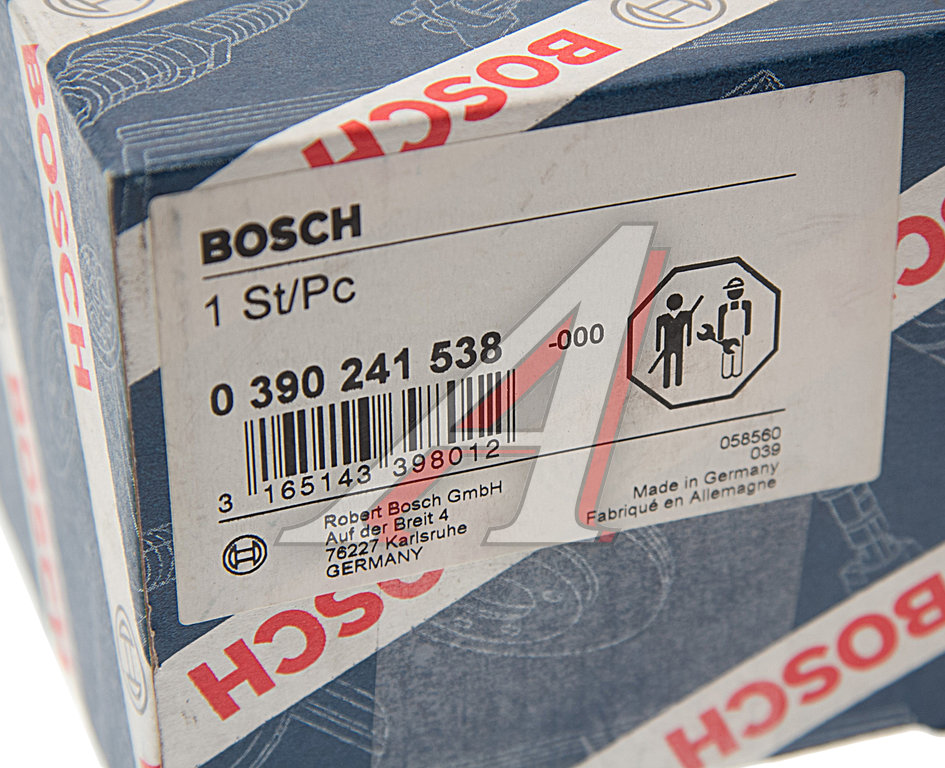 BOSCH
BOSCH
BOSCH
1 St/Pc
0 390 241 538 -000
3 165143 398012
058560
039
Made in Germany
Fabriqué en Allemagne
Robert Bosch GmbH
Auf der Breit 4
76227 Karlsruhe
GERMANY
BOSCH
BOSCH